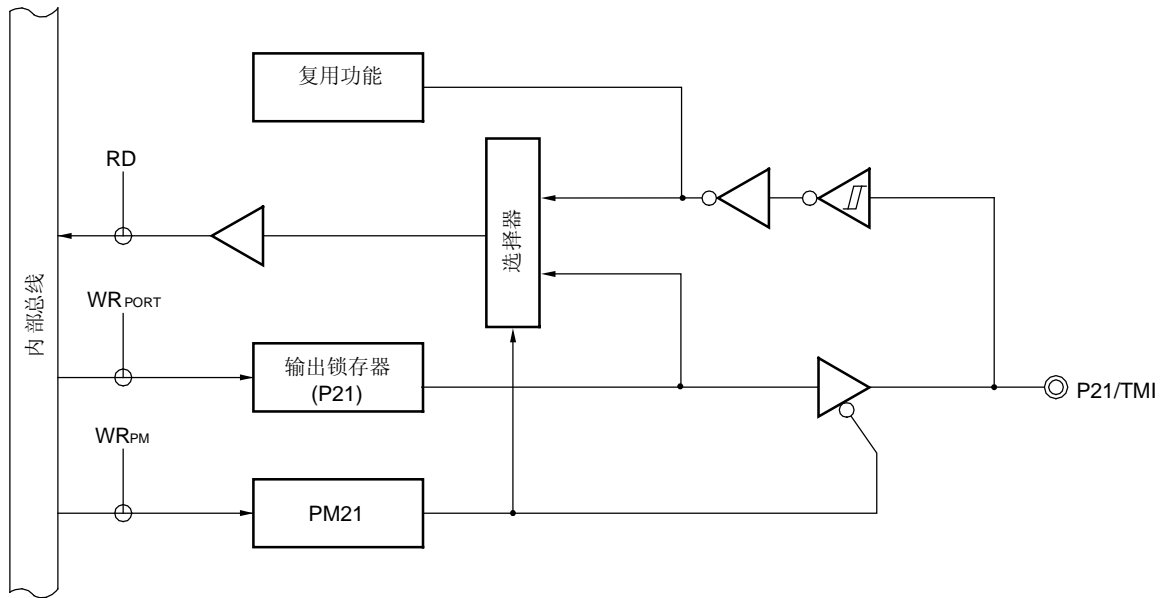 复用功能
RD
选择器
内部总线
WRPORT
输出锁存器
(P21)
P21/TMI
WRPM
PM21